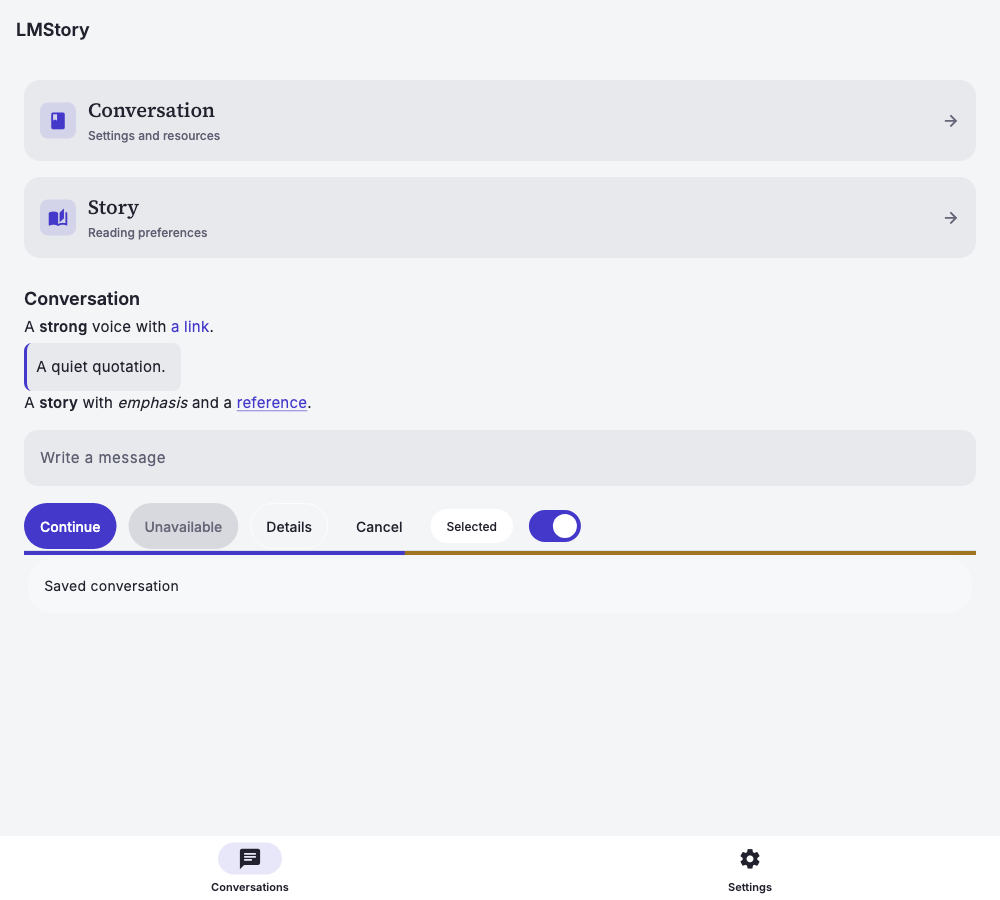 LMStory
Conversation
Settings and resources
Story
Reading preferences
Conversation
A strong voice with a link.
A quiet quotation.
A story with emphasis and a reference.
Write a message
Continue Unavailable Details Cancel Selected
Saved conversation
Conversations Settings